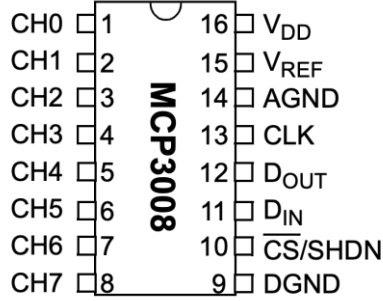 CH0 1 16 VDD
CH1 2 15 VREF
CH2 3 14 AGND
CH3 4 13 CLK
CH4 5 12 DOUT
CH5 6 11 DIN
CH6 7 10 CS/SHDN
CH7 8 9 DGND
MCP3008